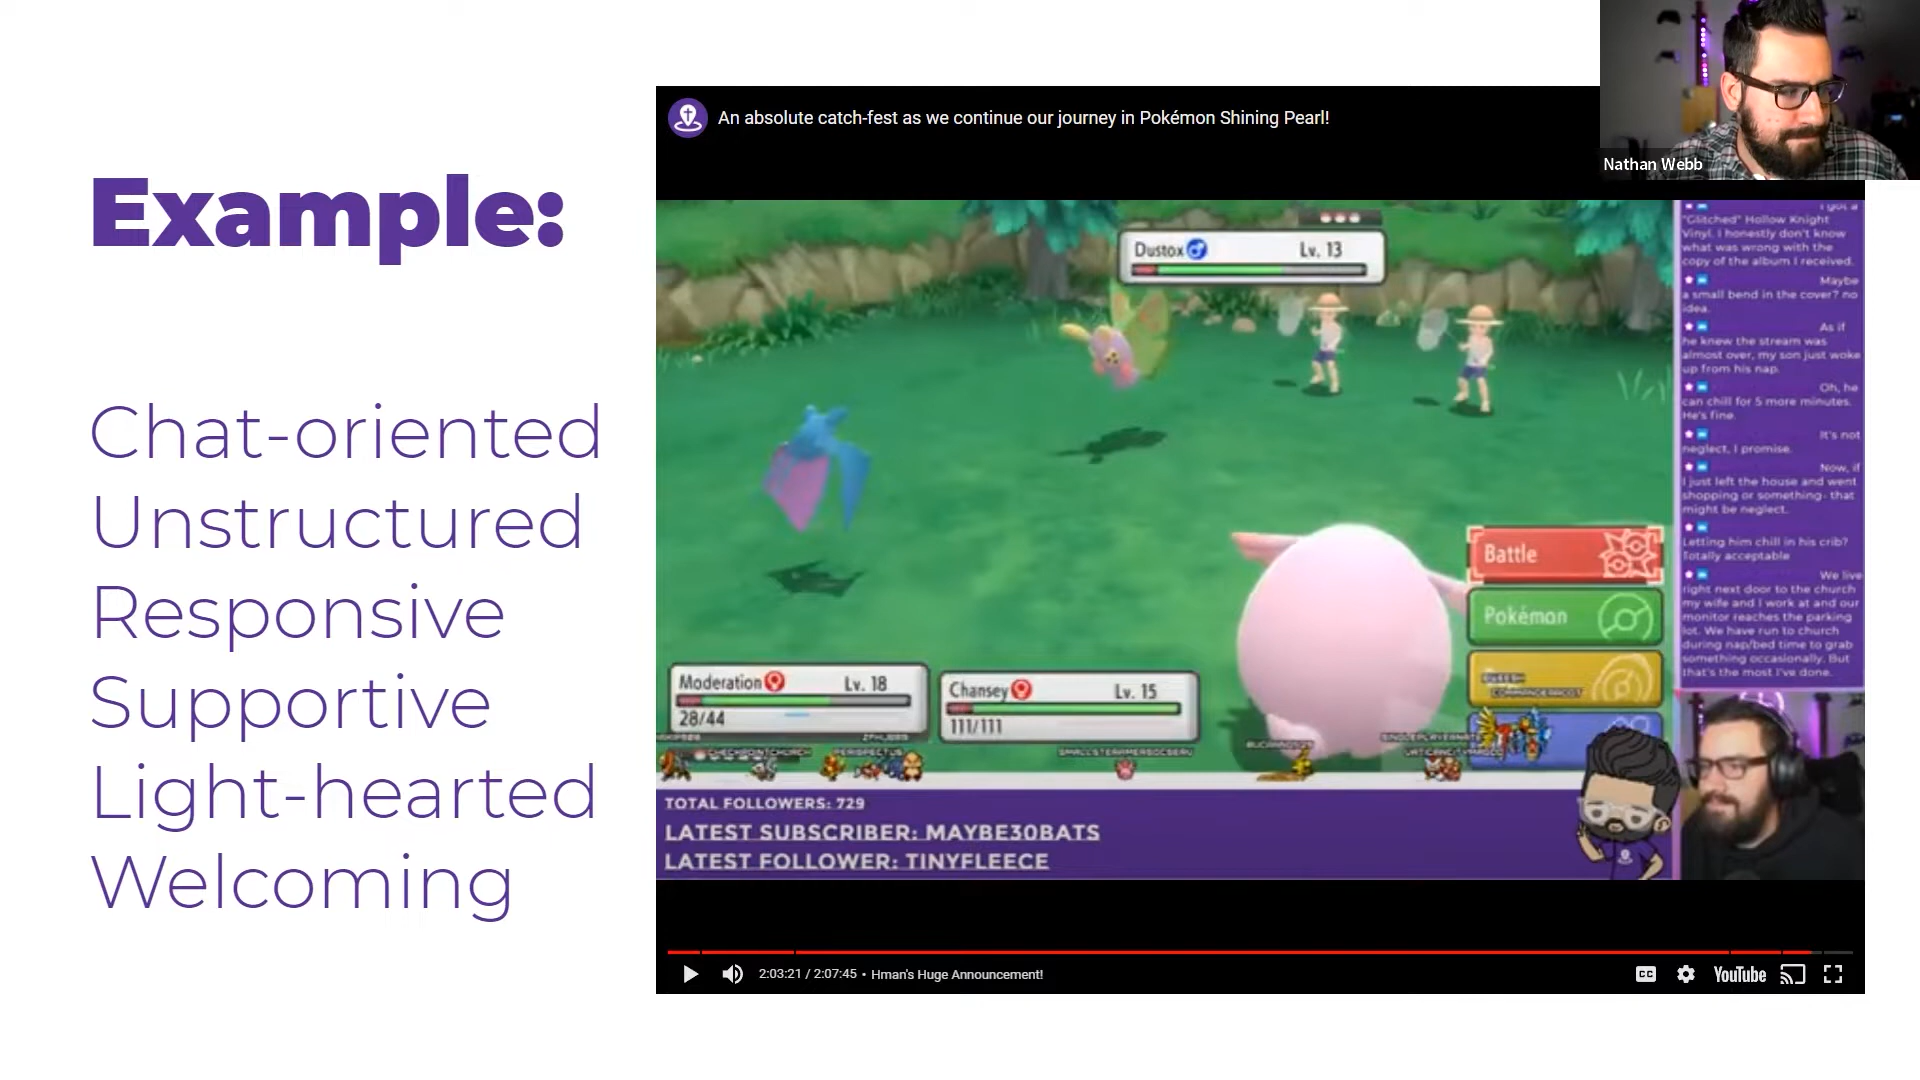 An absolute catch-fest as we continue our journey in Pokémon Shining Pearl!
Nathan Webb
Example:
Chat-oriented
Unstructured
Responsive
Supportive
Light-hearted
Welcoming
Dustox Lv. 13
I got a
"Glitched" Hollow Knight
Vinyl. I honestly don't know
what was wrong with the
copy of the album I received.
Maybe
a small bend in the cover? no
idea.
As if
he knew the stream was
almost over, my son just woke
up from his nap.
Oh, he
can chill for 5 more minutes.
He's fine.
It's not
neglect, I promise.
Now, if
I just left the house and went
shopping or something- that
might be neglect.
Letting him chill in his crib?
Totally acceptable
We live
right next door to the church
my wife and I work at and our
monitor reaches the parking
lot. We have run to church
during nap/bed time to grab
something occasionally. But
that's the most I've done.
Battle
Pokémon
Moderation Lv. 18
28/44
Chansey Lv. 15
111/111
CHECKPOINTCHURCH
PERISPECTUS
TOTAL FOLLOWERS: 729
LATEST SUBSCRIBER: MAYBE30BATS
LATEST FOLLOWER: TINYFLEECE
2:03:21 / 2:07:45 • Hman's Huge Announcement!
CC
YouTube